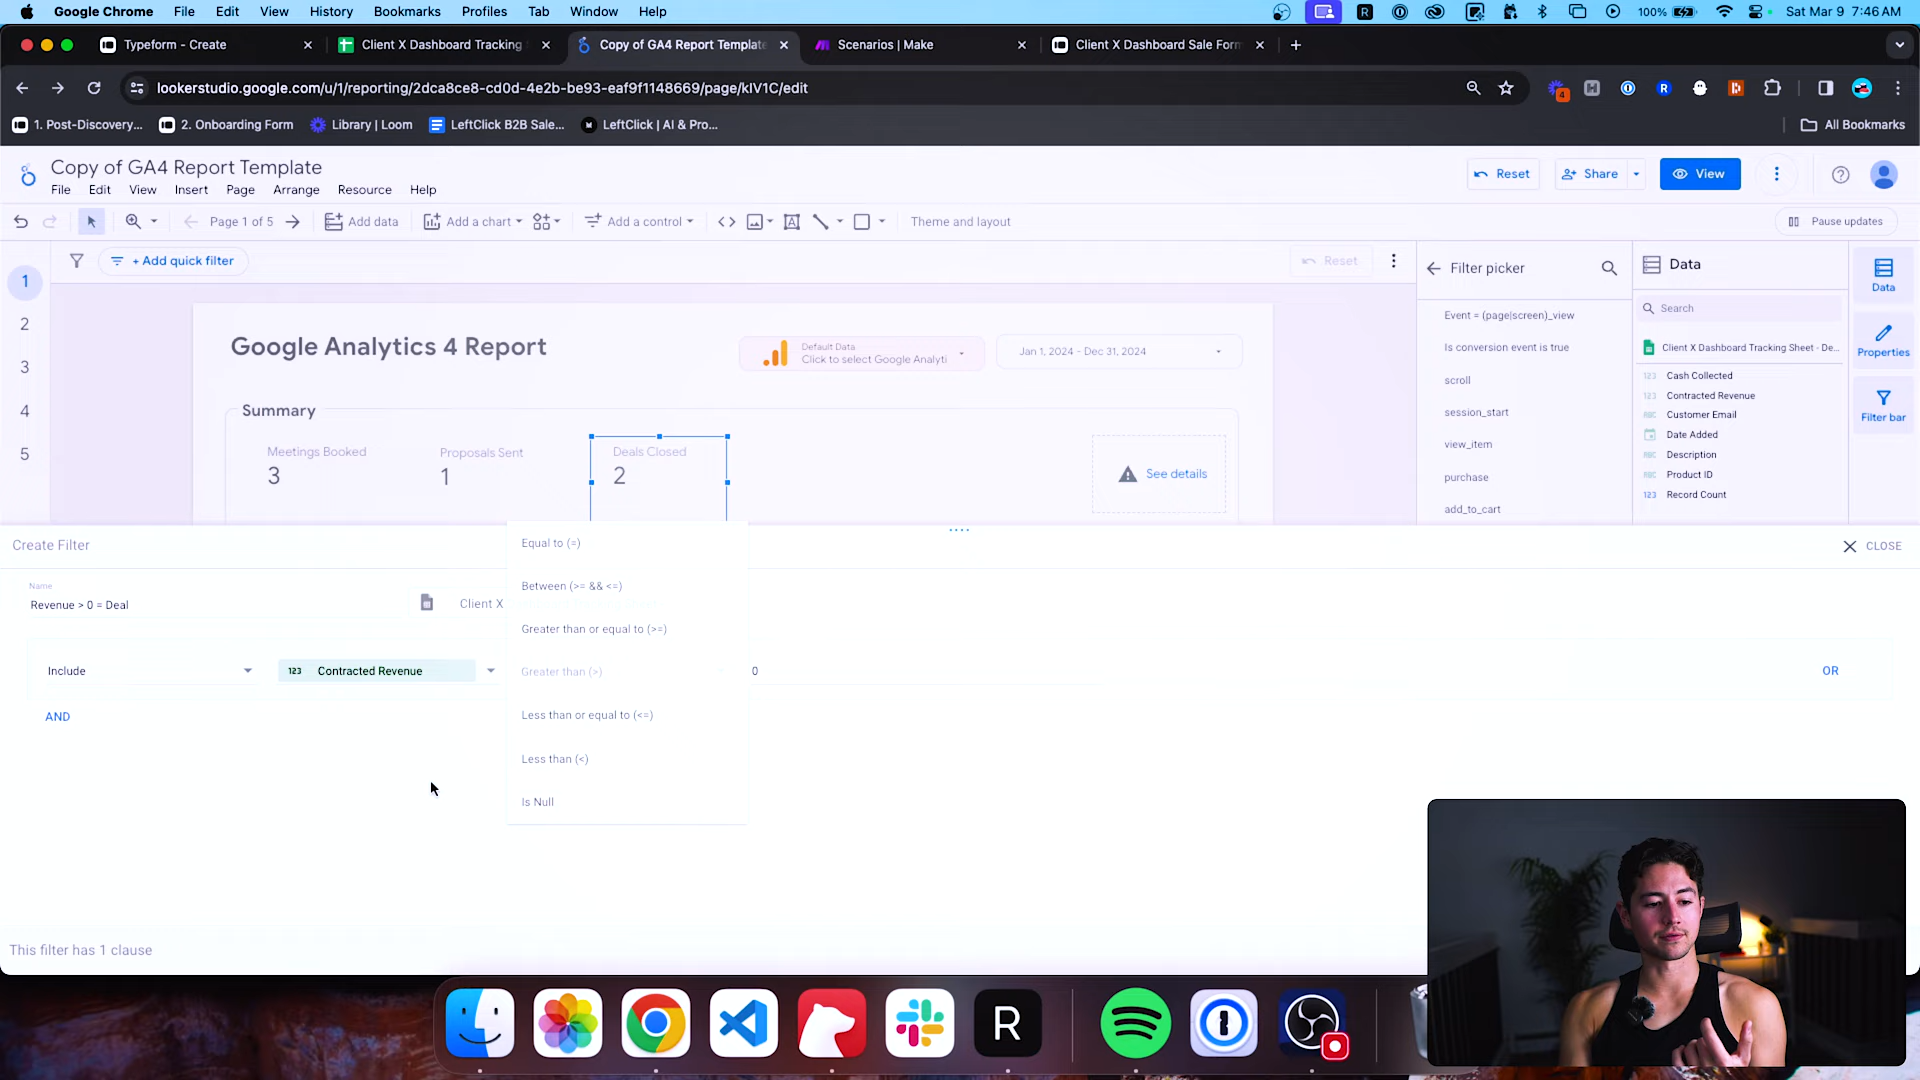 Google Chrome File Edit View History Bookmarks Profiles Tab Window Help 100% Sat Mar 9 7:46 AM
Typeform - Create
Client X Dashboard Tracking
Copy of GA4 Report Template
Scenarios | Make
Client X Dashboard Sale Form
lookerstudio.google.com/u/1/reporting/2dca8ce8-cd0d-4e2b-be93-eaf9f1148669/page/kIV1C/edit
4
1. Post-Discovery... 2. Onboarding Form Library | Loom LeftClick B2B Sale... LeftClick | AI & Pro... All Bookmarks
Copy of GA4 Report Template
Reset Share View
File Edit View Insert Page Arrange Resource Help
Page 1 of 5 Add data Add a chart Add a control Theme and layout Pause updates
+ Add quick filter Reset
1
2
3
4
5
Google Analytics 4 Report
Default Data
Click to select Google Analyti
Jan 1, 2024 - Dec 31, 2024
Summary
Meetings Booked
3
Proposals Sent
1
Deals Closed
2
See details
Filter picker
Event = (page|screen)_view
Is conversion event is true
scroll
session_start
view_item
purchase
add_to_cart
Data
Search
Client X Dashboard Tracking Sheet - De...
123 Cash Collected
123 Contracted Revenue
ABC Customer Email
Date Added
ABC Description
ABC Product ID
123 Record Count
Data
Properties
Filter bar
Create Filter
CLOSE
Name
Revenue > 0 = Deal
Client X
Include
123 Contracted Revenue
Equal to (=)
Between (>= && <=)
Greater than or equal to (>=)
Greater than (>)
Less than or equal to (<=)
Less than (<)
Is Null
0
OR
AND
This filter has 1 clause
R